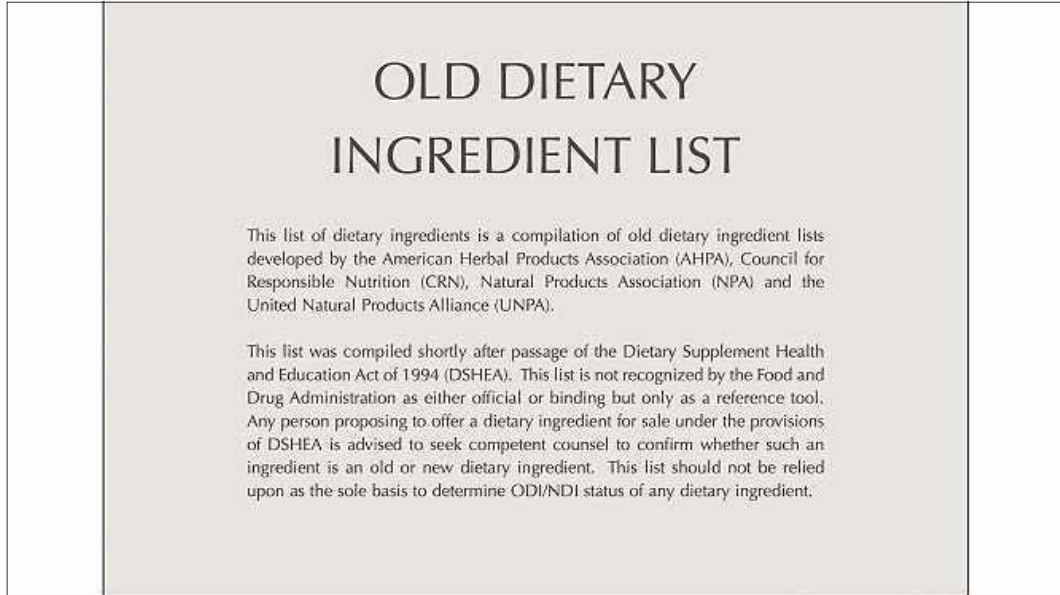 OLD DIETARY
INGREDIENT LIST
This list of dietary ingredients is a compilation of old dietary ingredient lists
developed by the American Herbal Products Association (AHPA), Council for
Responsible Nutrition (CRN), Natural Products Association (NPA) and the
United Natural Products Alliance (UNPA).
This list was compiled shortly after passage of the Dietary Supplement Health
and Education Act of 1994 (DSHEA).  This list is not recognized by the Food and
Drug Administration as either official or binding but only as a reference tool.
Any person proposing to offer a dietary ingredient for sale under the provisions
of DSHEA is advised to seek competent counsel to confirm whether such an
ingredient is an old or new dietary ingredient.  This list should not be relied
upon as the sole basis to determine ODI/NDI status of any dietary ingredient.